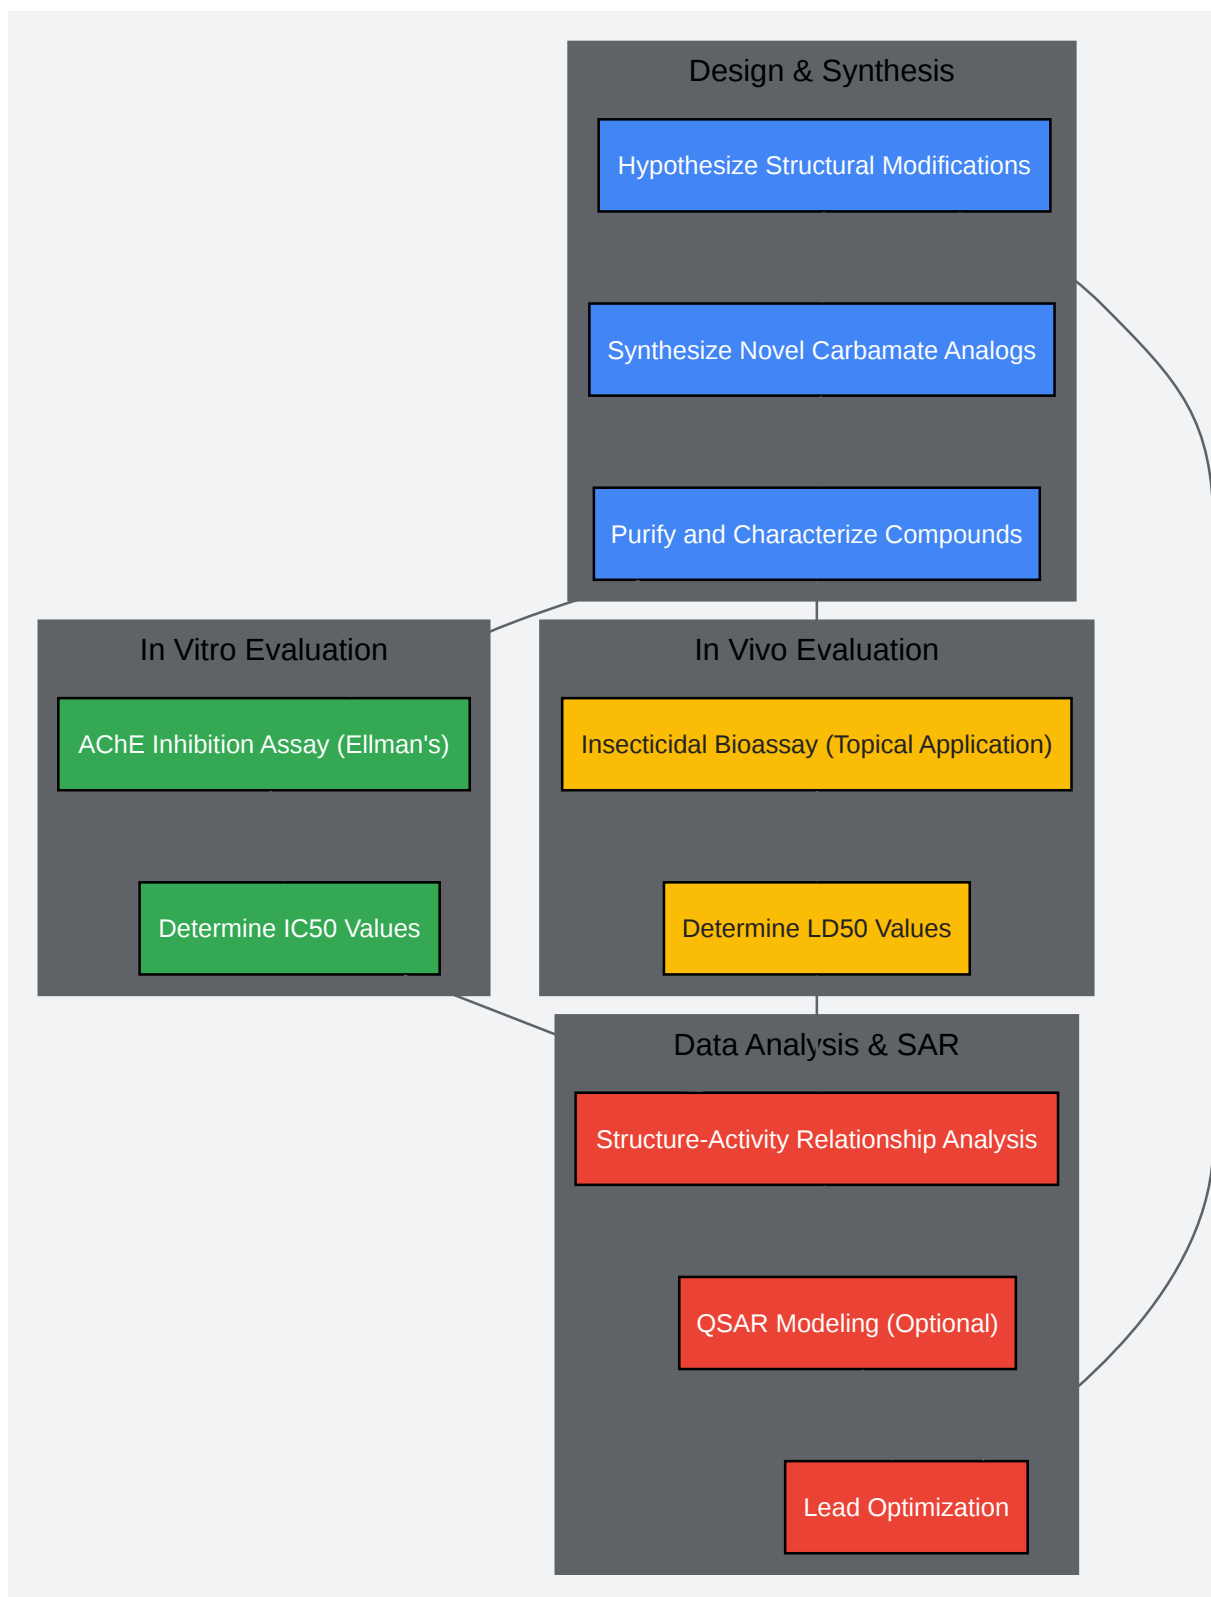 Design & Synthesis
Hypothesize Structural Modifications
Synthesize Novel Carbamate Analogs
Purify and Characterize Compounds
In Vitro Evaluation
AChE Inhibition Assay (Ellman's)
Determine IC50 Values
In Vivo Evaluation
Insecticidal Bioassay (Topical Application)
Determine LD50 Values
Data Analysis & SAR
Structure-Activity Relationship Analysis
QSAR Modeling (Optional)
Lead Optimization